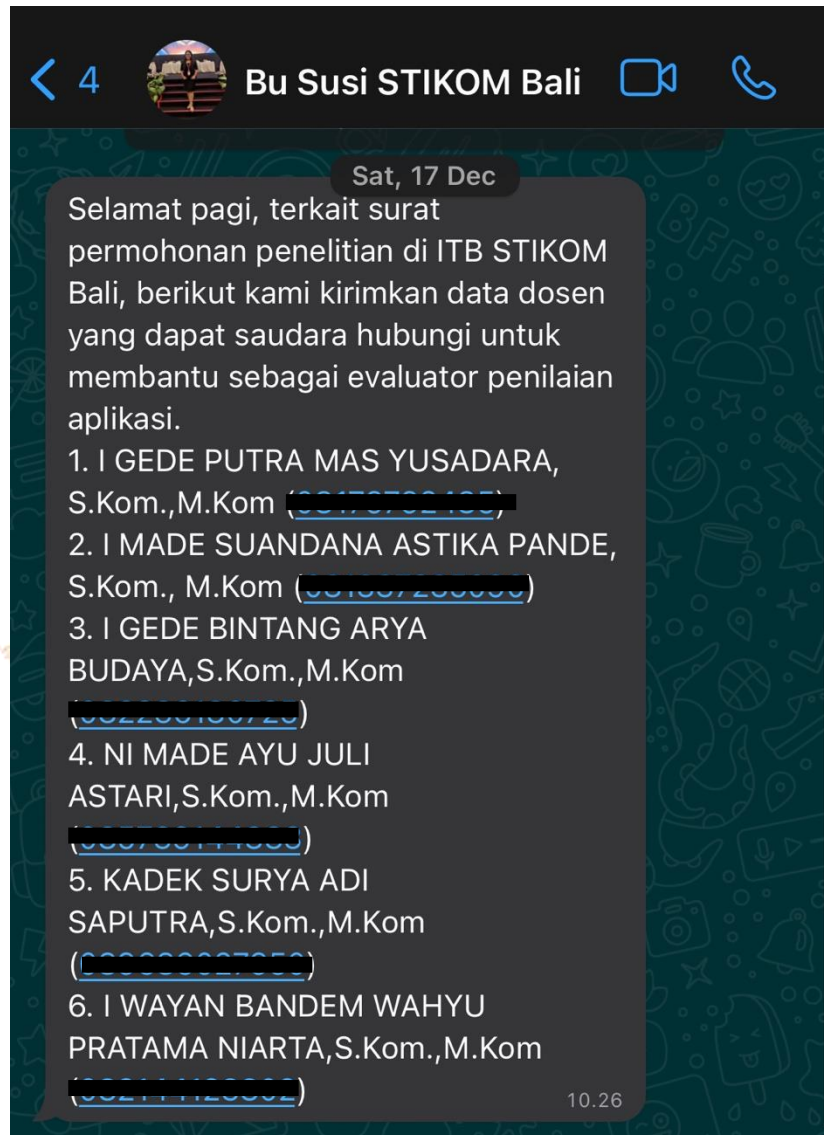 4 Bu Susi STIKOM Bali
Sat, 17 Dec
Selamat pagi, terkait surat
permohonan penelitian di ITB STIKOM
Bali, berikut kami kirimkan data dosen
yang dapat saudara hubungi untuk
membantu sebagai evaluator penilaian
aplikasi.
1. I GEDE PUTRA MAS YUSADARA,
S.Kom.,M.Kom
2. I MADE SUANDANA ASTIKA PANDE,
S.Kom., M.Kom
3. I GEDE BINTANG ARYA
BUDAYA,S.Kom.,M.Kom
4. NI MADE AYU JULI
ASTARI,S.Kom.,M.Kom
5. KADEK SURYA ADI
SAPUTRA,S.Kom.,M.Kom
6. I WAYAN BANDEM WAHYU
PRATAMA NIARTA,S.Kom.,M.Kom
10.26